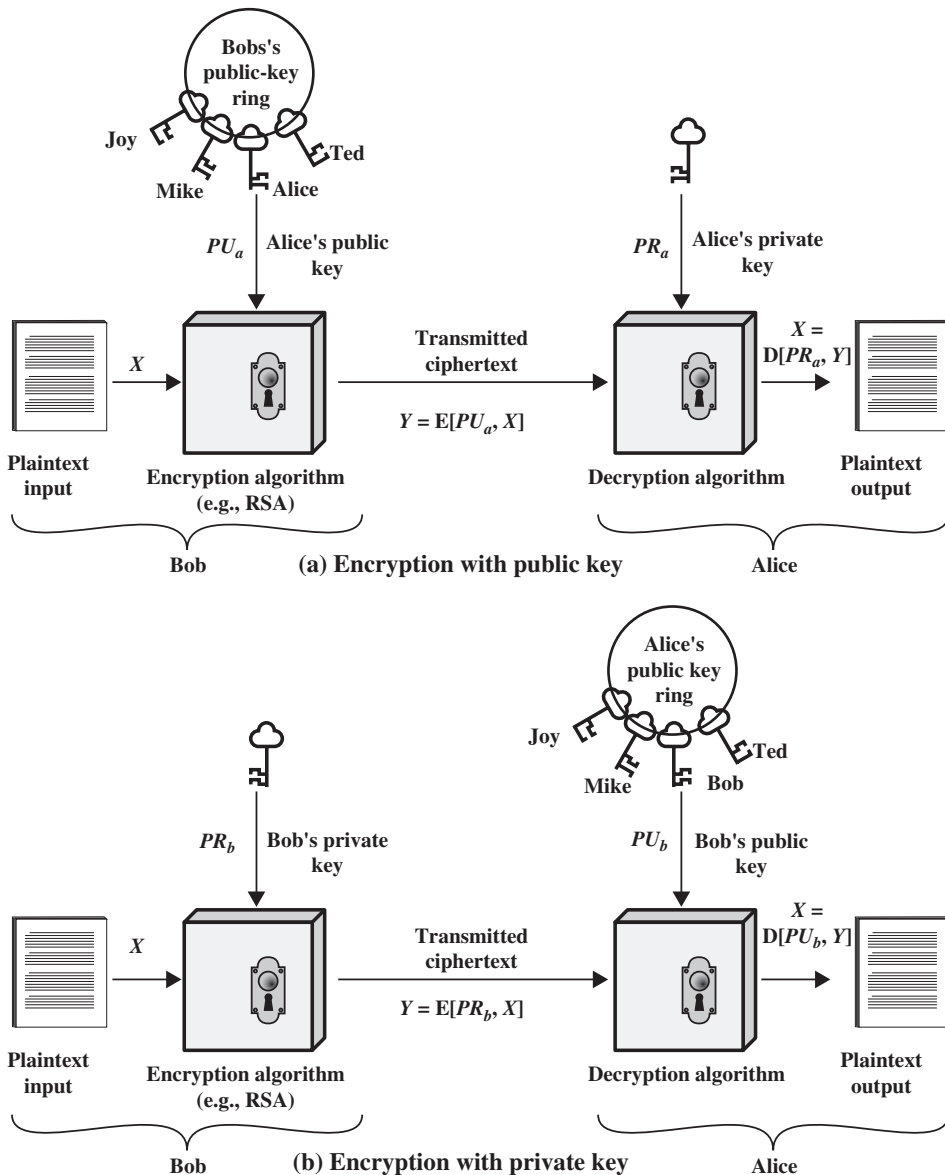 Bobs's
public-key
ring
Joy
Ted
Mike
Alice
PUa
Alice's public
key
PRa
Alice's private
key
X
Transmitted
ciphertext
X =
D[PRa, Y]
Y = E[PUa, X]
Plaintext
input
Encryption algorithm
(e.g., RSA)
Decryption algorithm
Plaintext
output
Bob
(a) Encryption with public key
Alice
Alice's
public key
ring
Joy
Ted
Mike
Bob
PRb
Bob's private
key
PUb
Bob's public
key
X
Transmitted
ciphertext
X =
D[PUb, Y]
Y = E[PRb, X]
Plaintext
input
Encryption algorithm
(e.g., RSA)
Decryption algorithm
Plaintext
output
Bob
(b) Encryption with private key
Alice